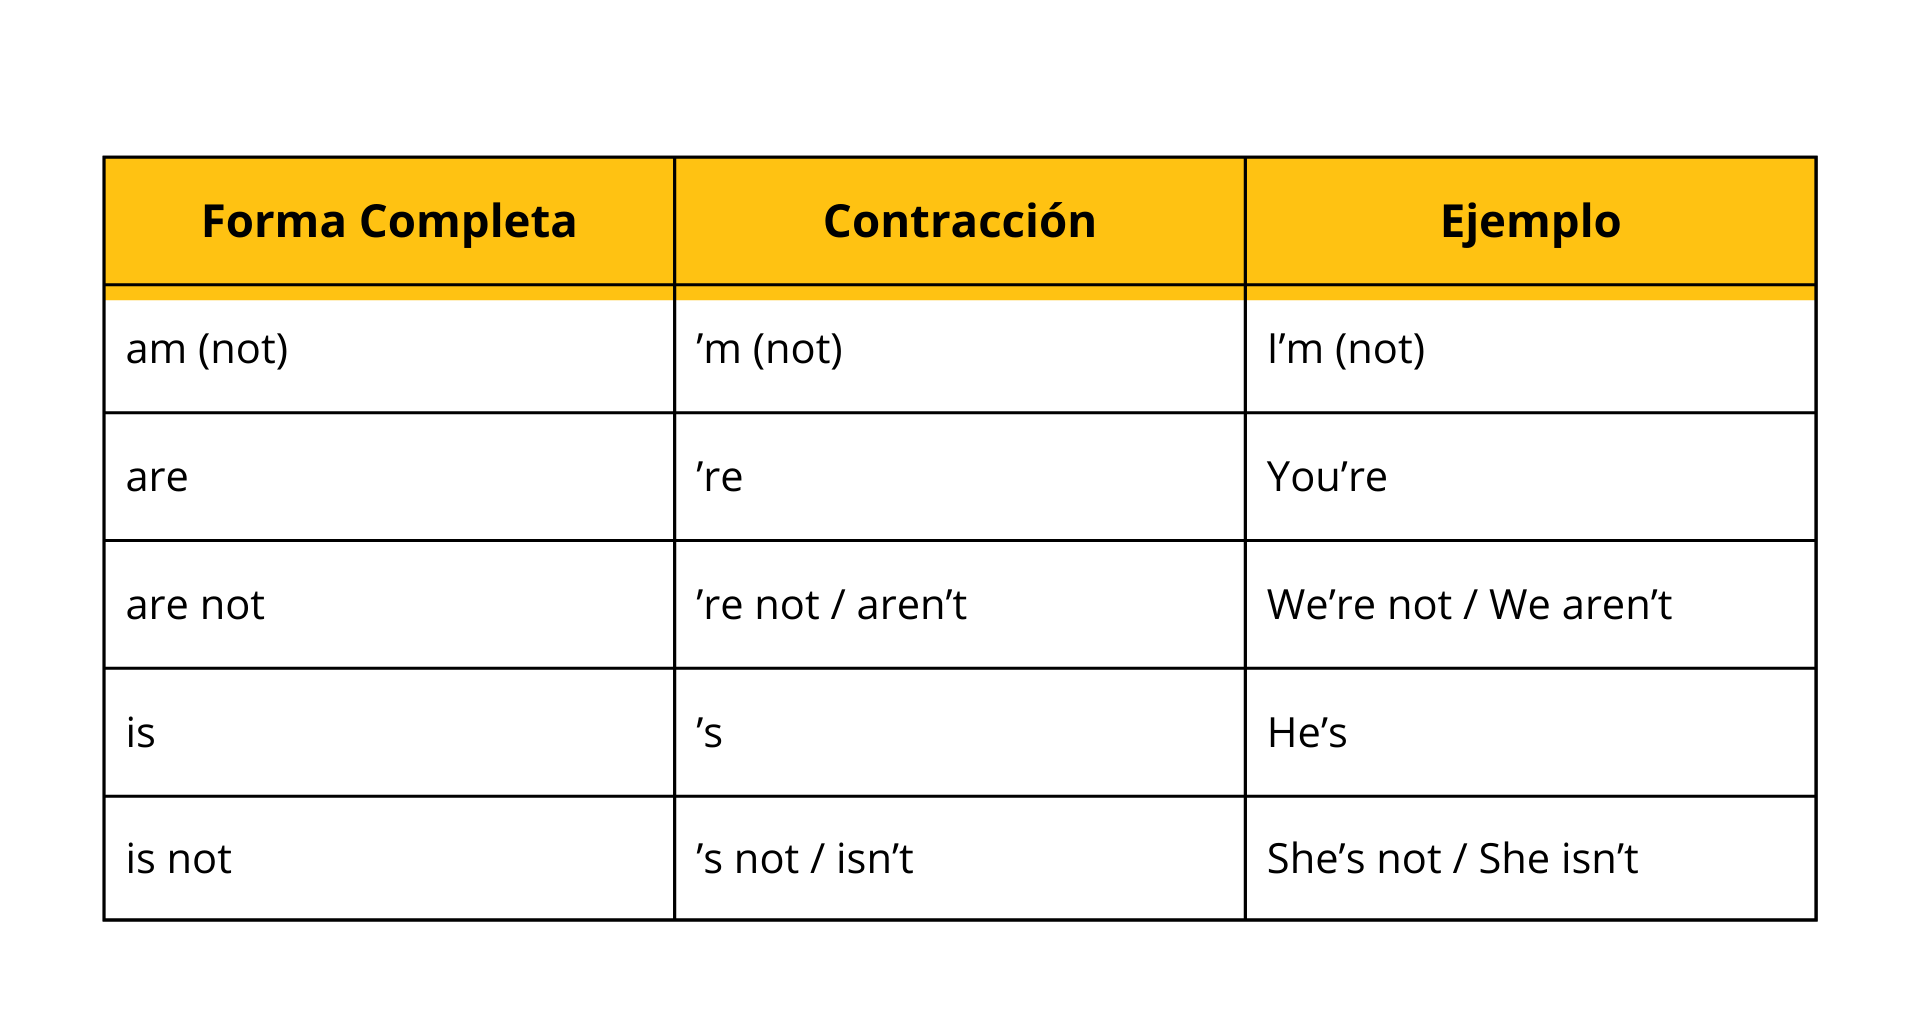 Forma Completa Contracción Ejemplo
am (not) ’m (not) I’m (not)
are ’re You’re
are not ’re not / aren’t We’re not / We aren’t
is ’s He’s
is not ’s not / isn’t She’s not / She isn’t